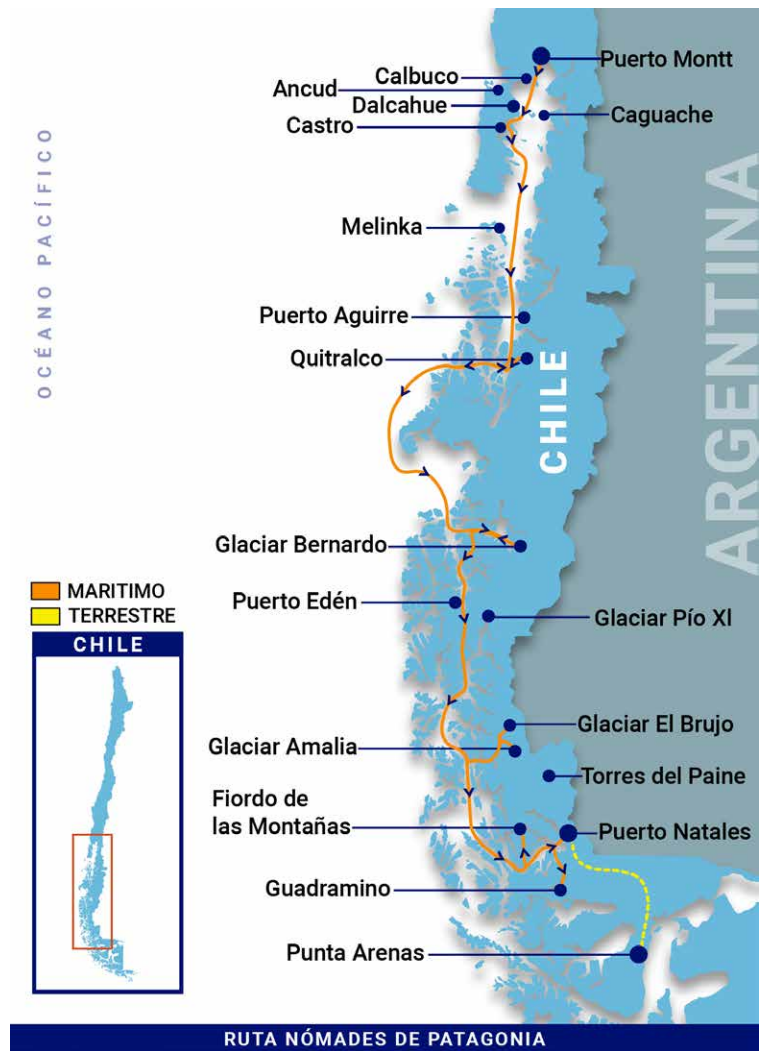 Puerto Montt
Calbuco
Ancud
Dalcahue
Caguache
Castro
OCÉANO PACÍFICO
ARGENTINA
Melinka
Puerto Aguirre
Quitralco
CHILE
Glaciar Bernardo
MARITIMO
TERRESTRE
Puerto Edén
Glaciar Pío Xl
CHILE
Glaciar El Brujo
Glaciar Amalia
Torres del Paine
Fiordo de
las Montañas
Puerto Natales
Guadramino
Punta Arenas
RUTA NÓMADES DE PATAGONIA